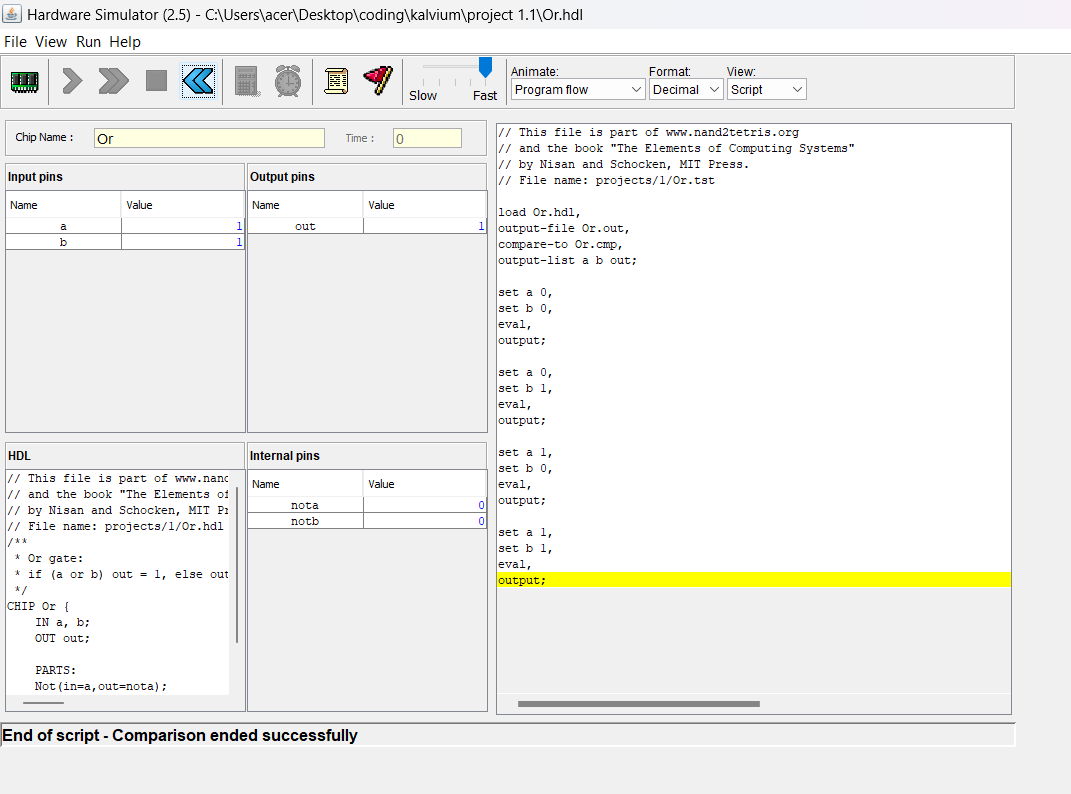 Hardware Simulator (2.5) - C:\Users\acer\Desktop\coding\kalvium\project 1.1\Or.hdl
File View Run Help
Slow Fast
Animate: Format: View:
Program flow Decimal Script
Chip Name : Or Time : 0
Input pins
Name Value
a 1
b 1
Output pins
Name Value
out 1
HDL
// This file is part of www.nand
// and the book "The Elements of
// by Nisan and Schocken, MIT Pr
// File name: projects/1/Or.hdl
/**
* Or gate:
* if (a or b) out = 1, else out
*/
CHIP Or {
IN a, b;
OUT out;
PARTS:
Not(in=a,out=nota);
Internal pins
Name Value
nota 0
notb 0
// This file is part of www.nand2tetris.org
// and the book "The Elements of Computing Systems"
// by Nisan and Schocken, MIT Press.
// File name: projects/1/Or.tst
load Or.hdl,
output-file Or.out,
compare-to Or.cmp,
output-list a b out;
set a 0,
set b 0,
eval,
output;
set a 0,
set b 1,
eval,
output;
set a 1,
set b 0,
eval,
output;
set a 1,
set b 1,
eval,
output;
End of script - Comparison ended successfully